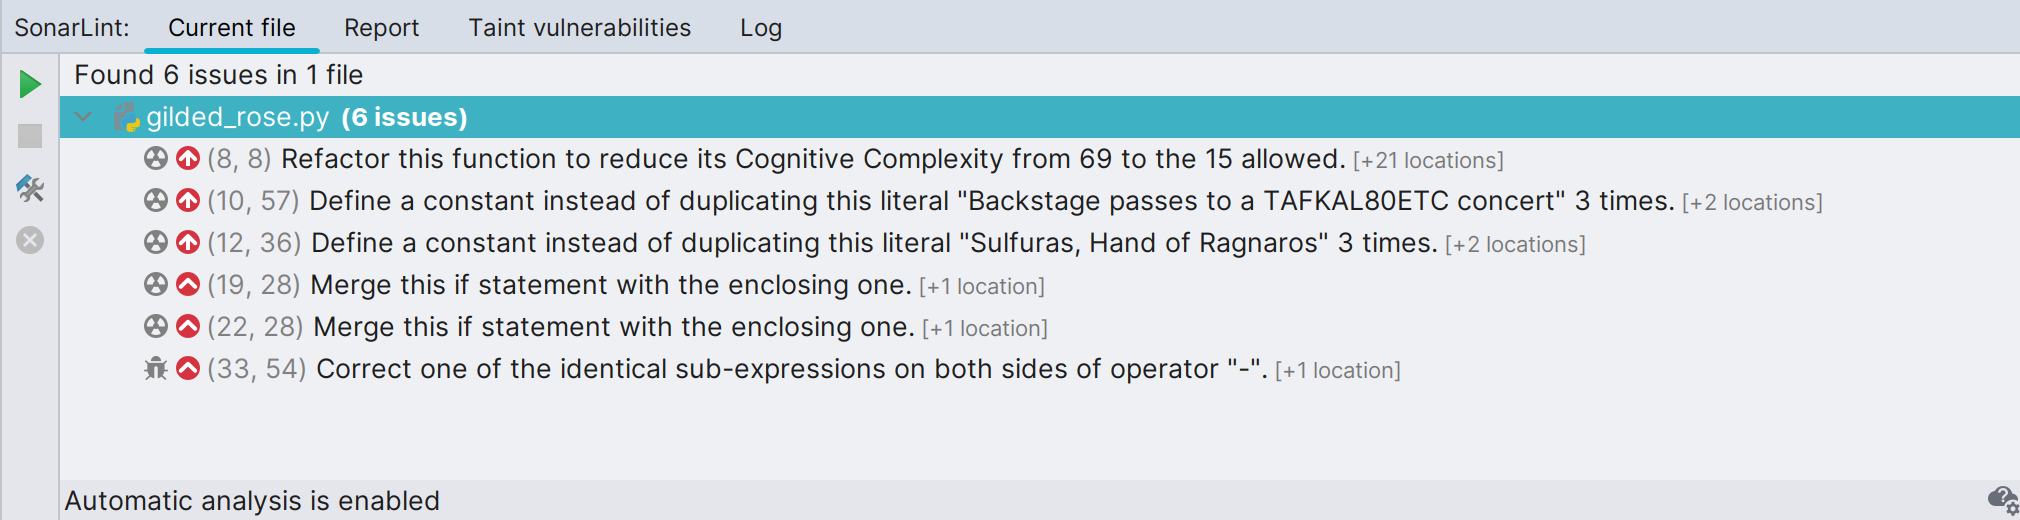 SonarLint: Current file Report Taint vulnerabilities Log
Found 6 issues in 1 file
gilded_rose.py (6 issues)
(8, 8) Refactor this function to reduce its Cognitive Complexity from 69 to the 15 allowed. [+21 locations]
(10, 57) Define a constant instead of duplicating this literal "Backstage passes to a TAFKAL80ETC concert" 3 times. [+2 locations]
(12, 36) Define a constant instead of duplicating this literal "Sulfuras, Hand of Ragnaros" 3 times. [+2 locations]
(19, 28) Merge this if statement with the enclosing one. [+1 location]
(22, 28) Merge this if statement with the enclosing one. [+1 location]
(33, 54) Correct one of the identical sub-expressions on both sides of operator "-". [+1 location]
Automatic analysis is enabled